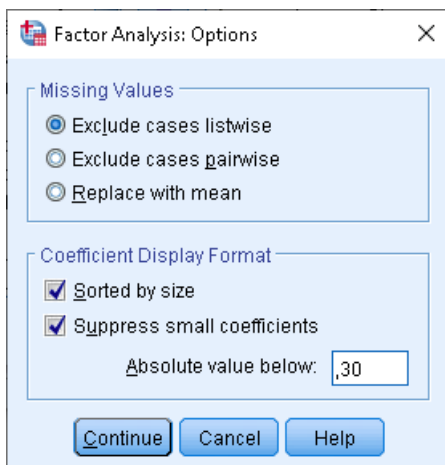 Factor Analysis: Options
Missing Values
Exclude cases listwise
Exclude cases pairwise
Replace with mean
Coefficient Display Format
Sorted by size
Suppress small coefficients
Absolute value below: ,30
Continue Cancel Help